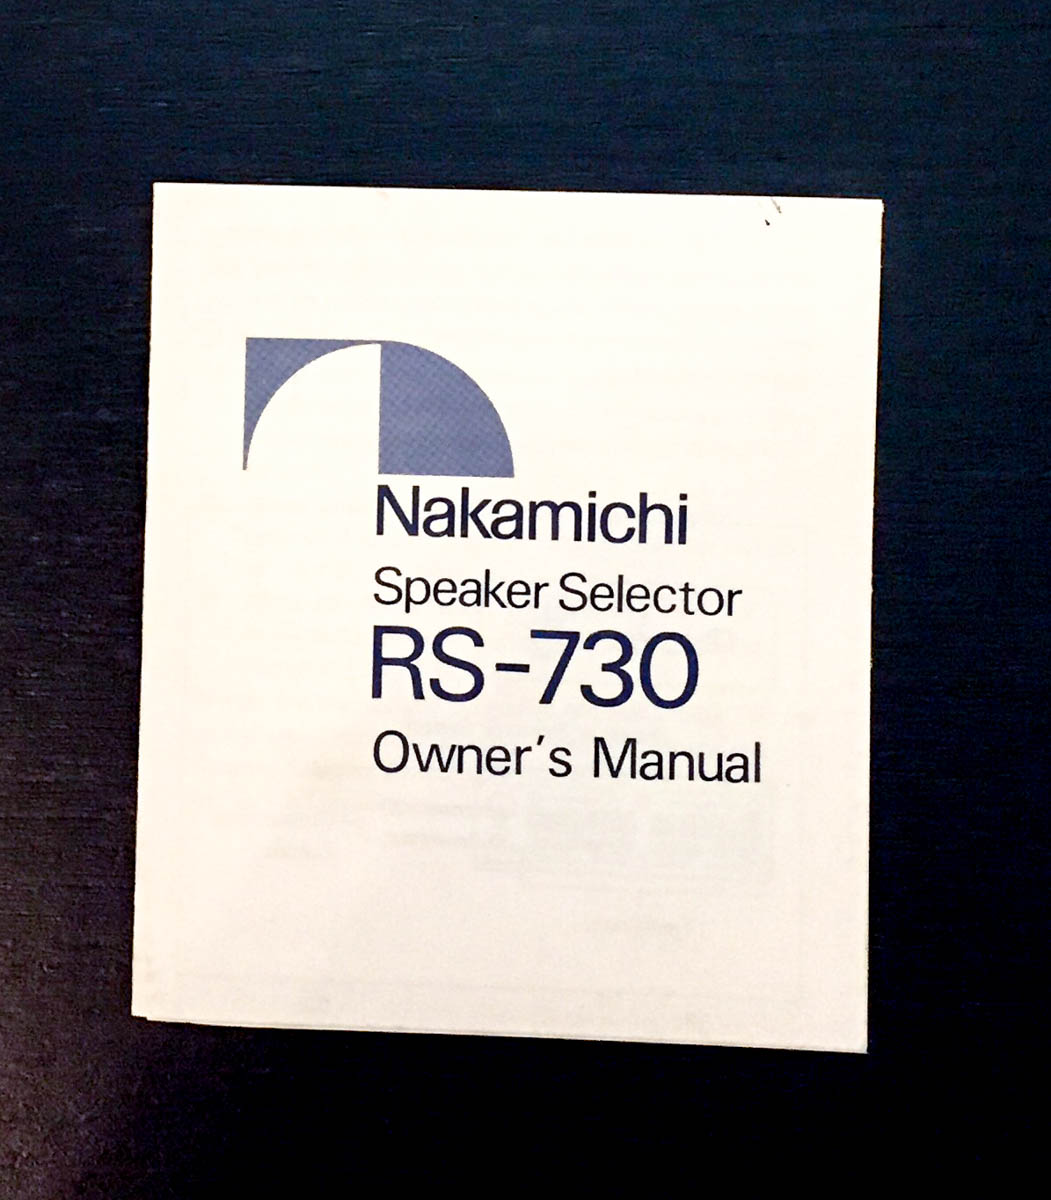 Nakamichi
Speaker Selector
RS-730
Owner's Manual